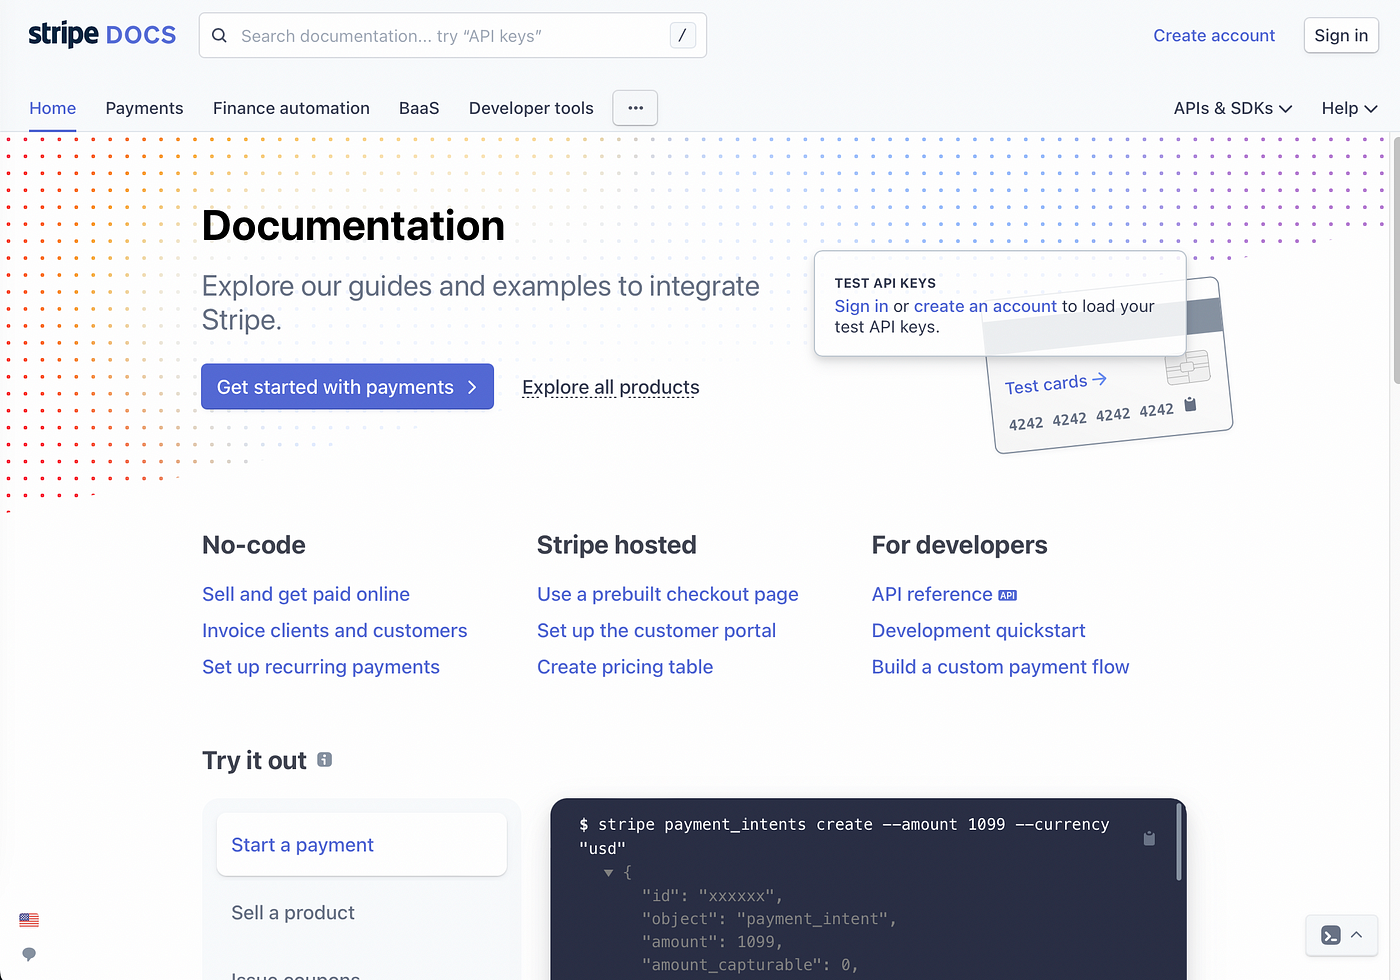 stripe DOCS
Search documentation... try “API keys”
/
Create account
Sign in
Home
Payments
Finance automation
BaaS
Developer tools
APIs & SDKs
Help
Documentation
Explore our guides and examples to integrate
Stripe.
Get started with payments
Explore all products
TEST API KEYS
Sign in or create an account to load your
test API keys.
Test cards →
4242 4242 4242 4242
No-code
Sell and get paid online
Invoice clients and customers
Set up recurring payments
Stripe hosted
Use a prebuilt checkout page
Set up the customer portal
Create pricing table
For developers
API reference API
Development quickstart
Build a custom payment flow
Try it out
Start a payment
Sell a product
Issue coupons
$ stripe payment_intents create --amount 1099 --currency
"usd"
{
"id": "xxxxxx",
"object": "payment_intent",
"amount": 1099,
"amount_capturable": 0,